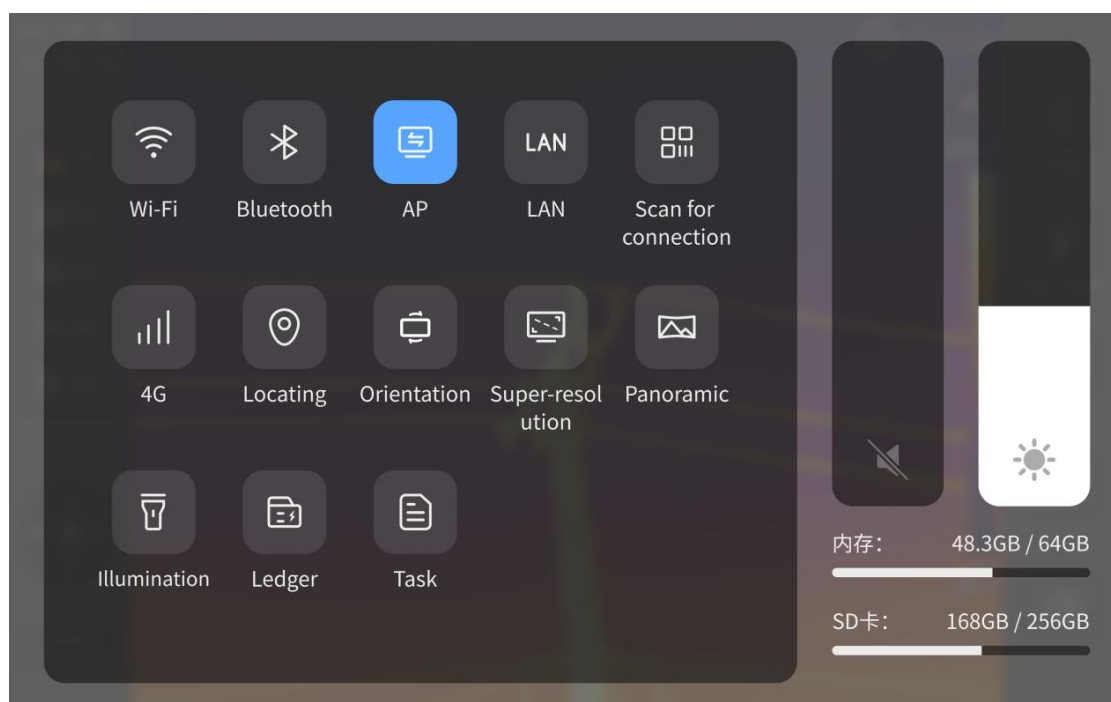 LAN
Wi-Fi
Bluetooth
AP
LAN
Scan for
connection
4G
Locating
Orientation
Super-resol
ution
Panoramic
Illumination
Ledger
Task
内存： 48.3GB / 64GB
SD卡： 168GB / 256GB